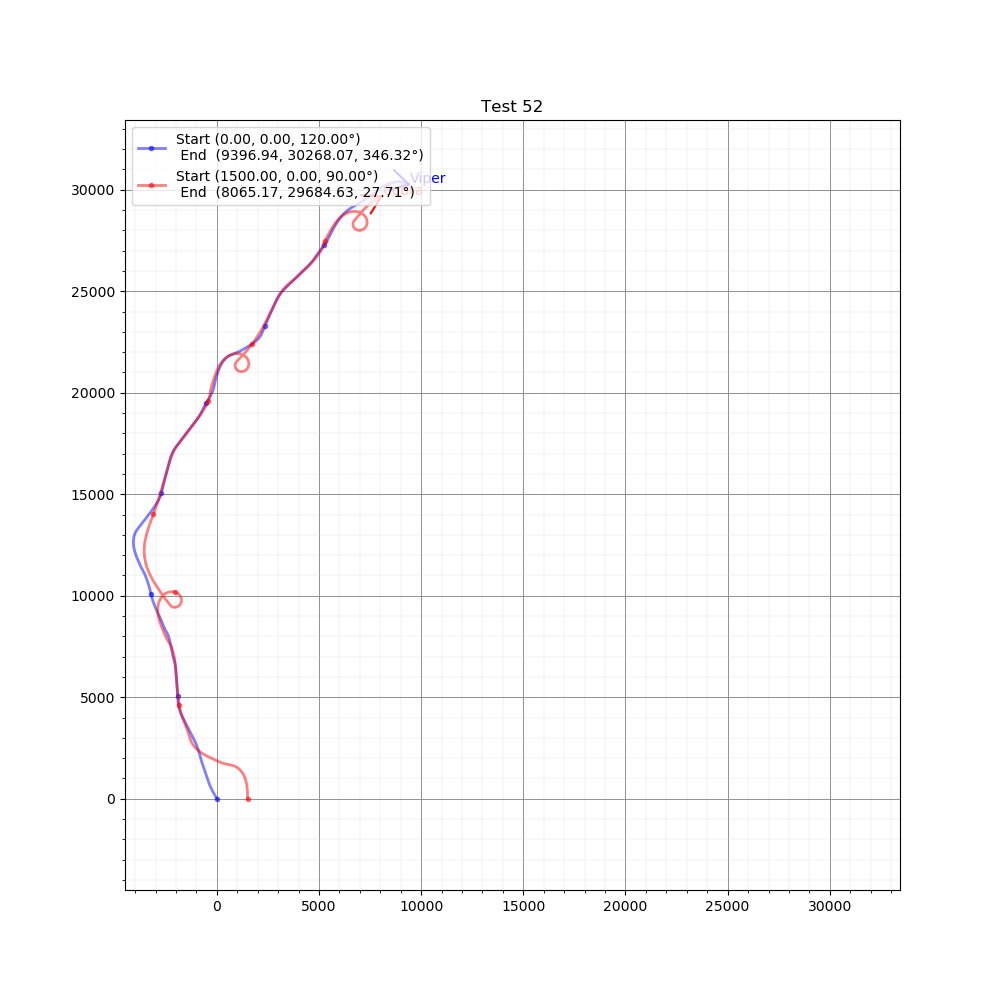 Test 52
Start (0.00, 0.00, 120.00°)
End (9396.94, 30268.07, 346.32°)
Start (1500.00, 0.00, 90.00°)
End (8065.17, 29684.63, 27.71°)
Viper
30000
25000
20000
15000
10000
5000
0
0 5000 10000 15000 20000 25000 30000